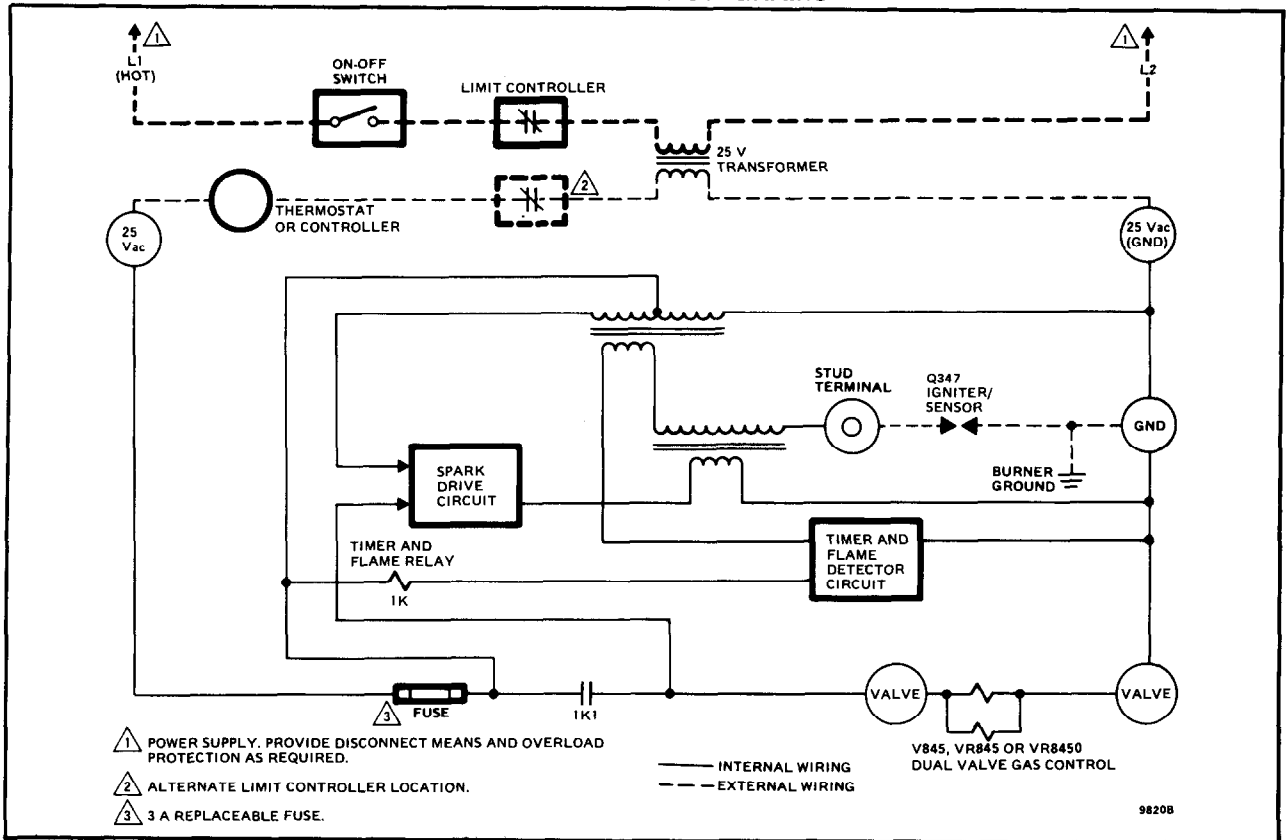 1
L1
(HOT)
ON-OFF
SWITCH
LIMIT CONTROLLER
1
L2
25 V
TRANSFORMER
2
THERMOSTAT
OR CONTROLLER
25
Vac
25 Vac
(GND)
STUD
TERMINAL
Q347
IGNITER/
SENSOR
GND
BURNER
GROUND
SPARK
DRIVE
CIRCUIT
TIMER AND
FLAME RELAY
1K
TIMER AND
FLAME
DETECTOR
CIRCUIT
3
FUSE
1K1
VALVE
VALVE
V845, VR845 OR VR8450
DUAL VALVE GAS CONTROL
1 POWER SUPPLY. PROVIDE DISCONNECT MEANS AND OVERLOAD
PROTECTION AS REQUIRED.
2 ALTERNATE LIMIT CONTROLLER LOCATION.
3 3 A REPLACEABLE FUSE.
INTERNAL WIRING
EXTERNAL WIRING
9820B